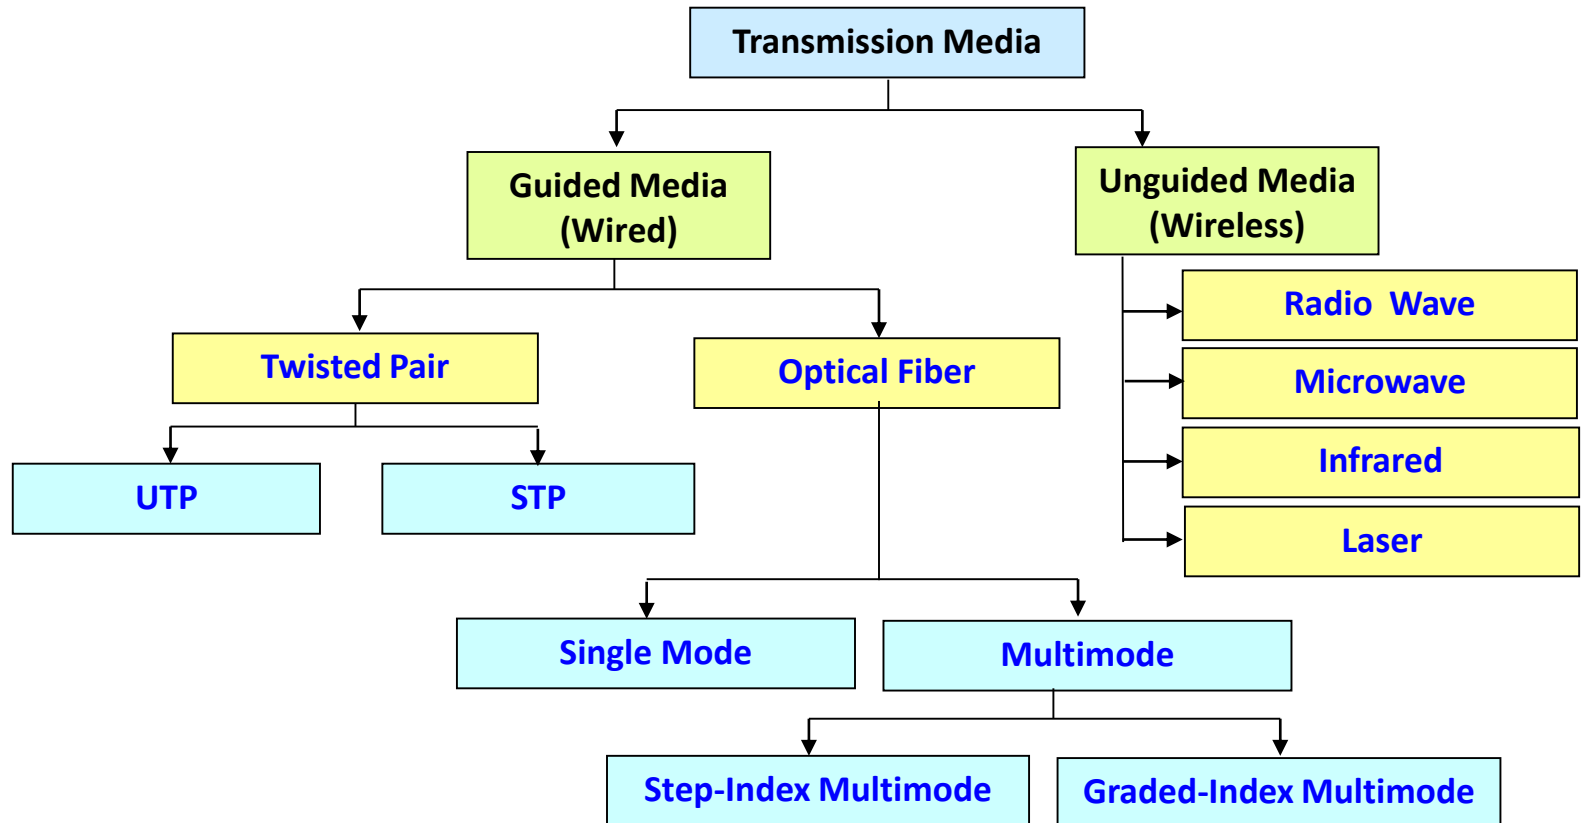 Transmission Media
Guided Media
(Wired)
Unguided Media
(Wireless)
Radio Wave
Twisted Pair
Optical Fiber
Microwave
Infrared
UTP
STP
Laser
Single Mode
Multimode
Step-Index Multimode
Graded-Index Multimode